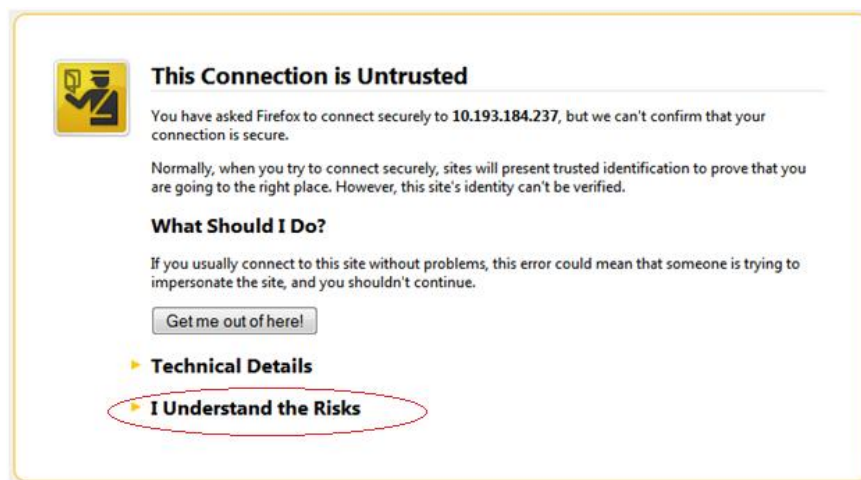 This Connection is Untrusted
You have asked Firefox to connect securely to 10.193.184.237, but we can't confirm that your
connection is secure.
Normally, when you try to connect securely, sites will present trusted identification to prove that you
are going to the right place. However, this site's identity can't be verified.
What Should I Do?
If you usually connect to this site without problems, this error could mean that someone is trying to
impersonate the site, and you shouldn't continue.
Get me out of here!
Technical Details
I Understand the Risks